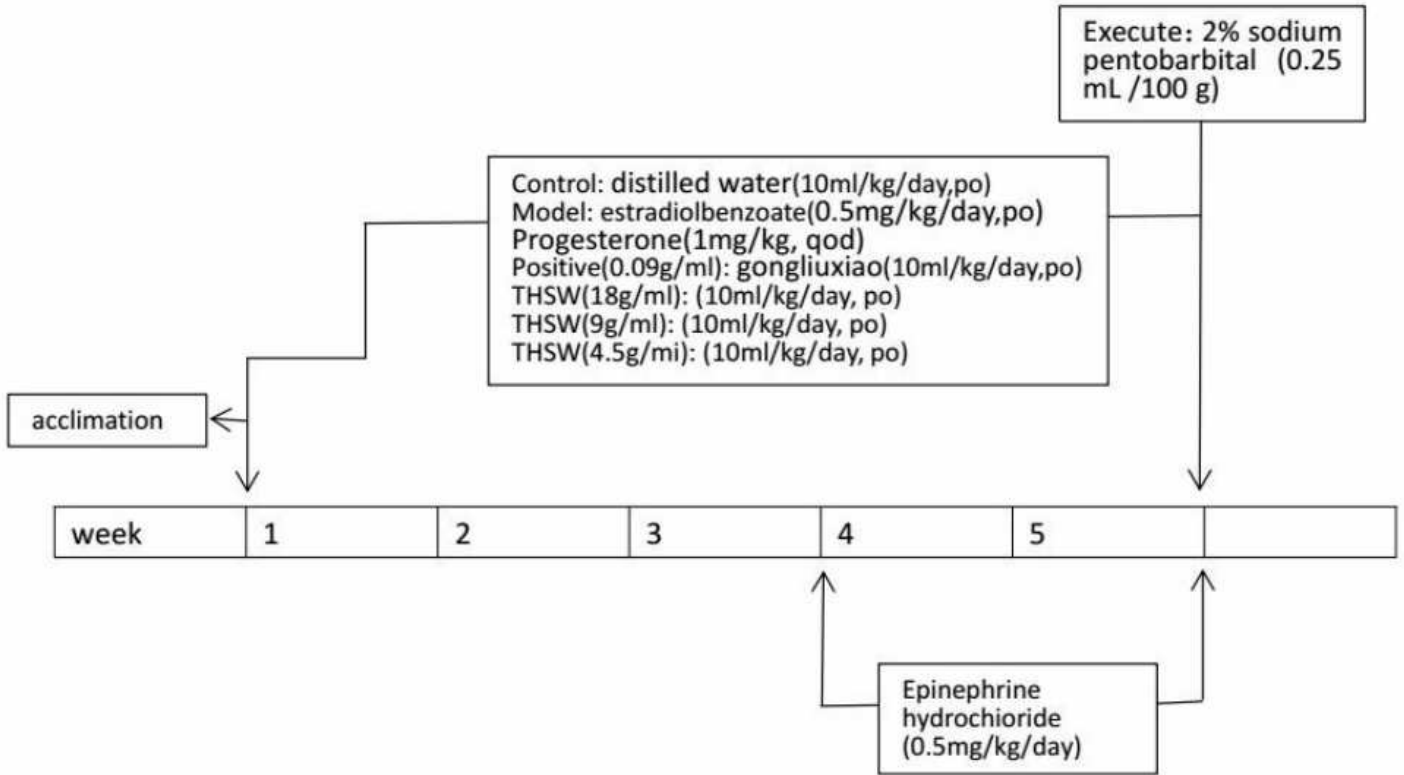 Execute: 2% sodium
pentobarbital (0.25
mL /100 g)
Control: distilled water(10ml/kg/day,po)
Model: estradiolbenzoate(0.5mg/kg/day,po)
Progesterone(1mg/kg, qod)
Positive(0.09g/ml): gongliuxiao(10ml/kg/day,po)
THSW(18g/ml): (10ml/kg/day, po)
THSW(9g/ml): (10ml/kg/day, po)
THSW(4.5g/mi): (10ml/kg/day, po)
acclimation
week 1 2 3 4 5
Epinephrine
hydrochioride
(0.5mg/kg/day)